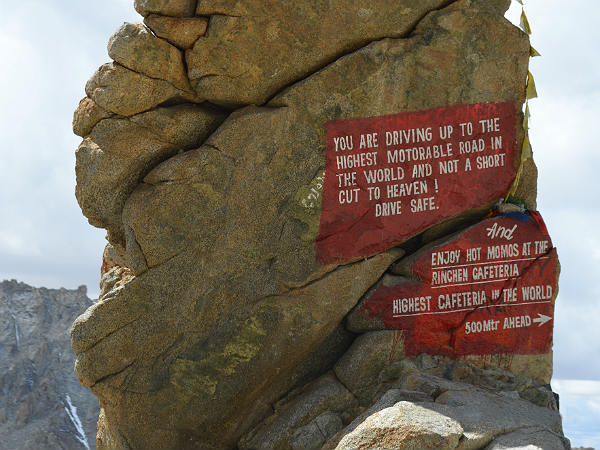 YOU ARE DRIVING UP TO THE
HIGHEST MOTORABLE ROAD IN
THE WORLD AND NOT A SHORT
CUT TO HEAVEN !
DRIVE SAFE.
And
ENJOY HOT MOMOS AT THE
RINCHEN CAFETERIA
HIGHEST CAFETERIA IN THE WORLD
500Mtr AHEAD →